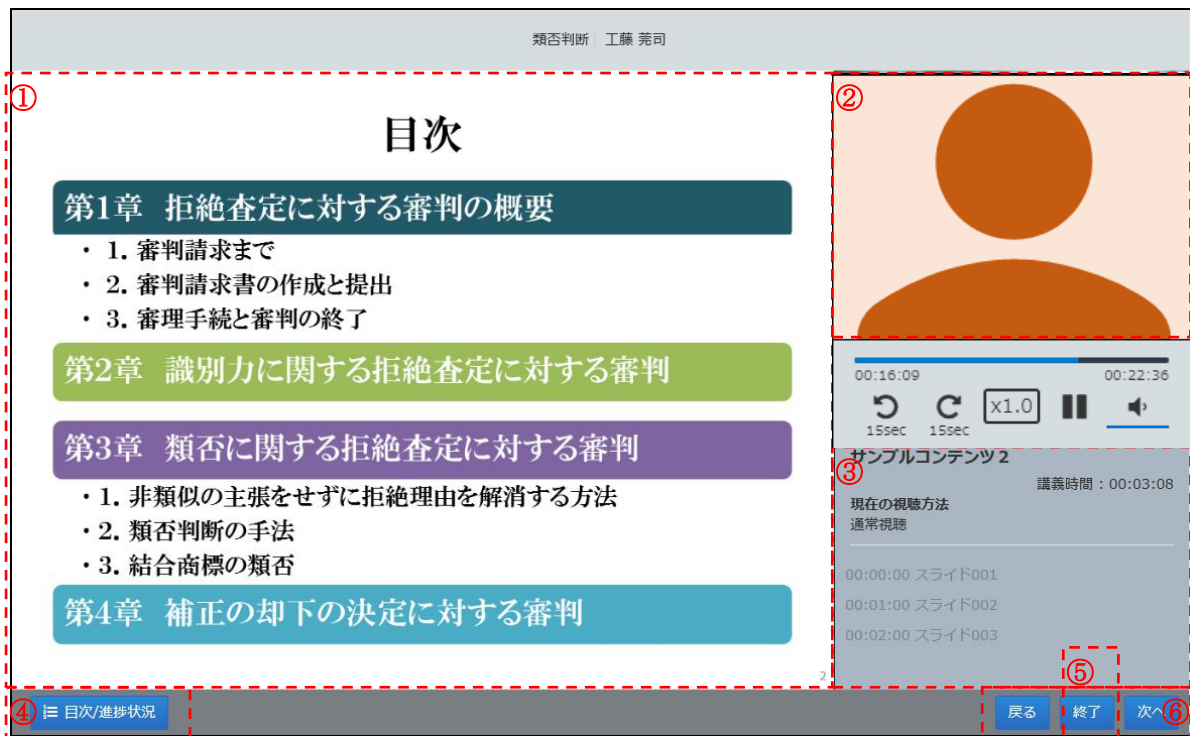 類否判断 工藤 莞司
①
目次
第1章 拒絶査定に対する審判の概要
・ 1. 審判請求まで
・ 2. 審判請求書の作成と提出
・ 3. 審理手続と審判の終了
第2章 識別力に関する拒絶査定に対する審判
第3章 類否に関する拒絶査定に対する審判
・1. 非類似の主張をせずに拒絶理由を解消する方法
・2. 類否判断の手法
・3. 結合商標の類否
第4章 補正の却下の決定に対する審判
2
②
00:16:09 00:22:36
x1.0
15sec 15sec
サンプルコンテンツ2
③
講義時間：00:03:08
現在の視聴方法
通常視聴
00:00:00 スライド001
00:01:00 スライド002
00:02:00 スライド003
④ 目次/進捗状況
戻る
⑤
終了
次へ
⑥